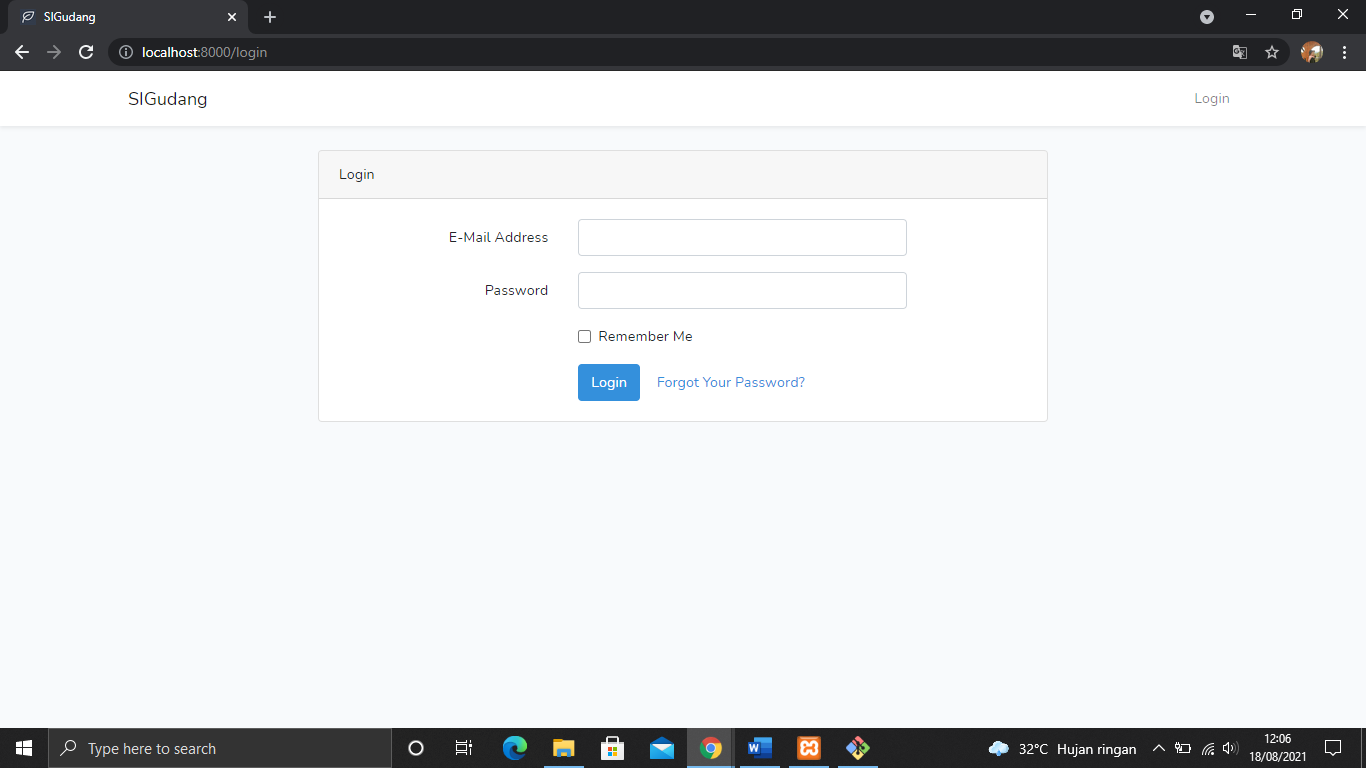 SIGudang
localhost:8000/login
SIGudang
Login
Login
E-Mail Address
Password
Remember Me
Login Forgot Your Password?
Type here to search
32°C Hujan ringan
12:06
18/08/2021